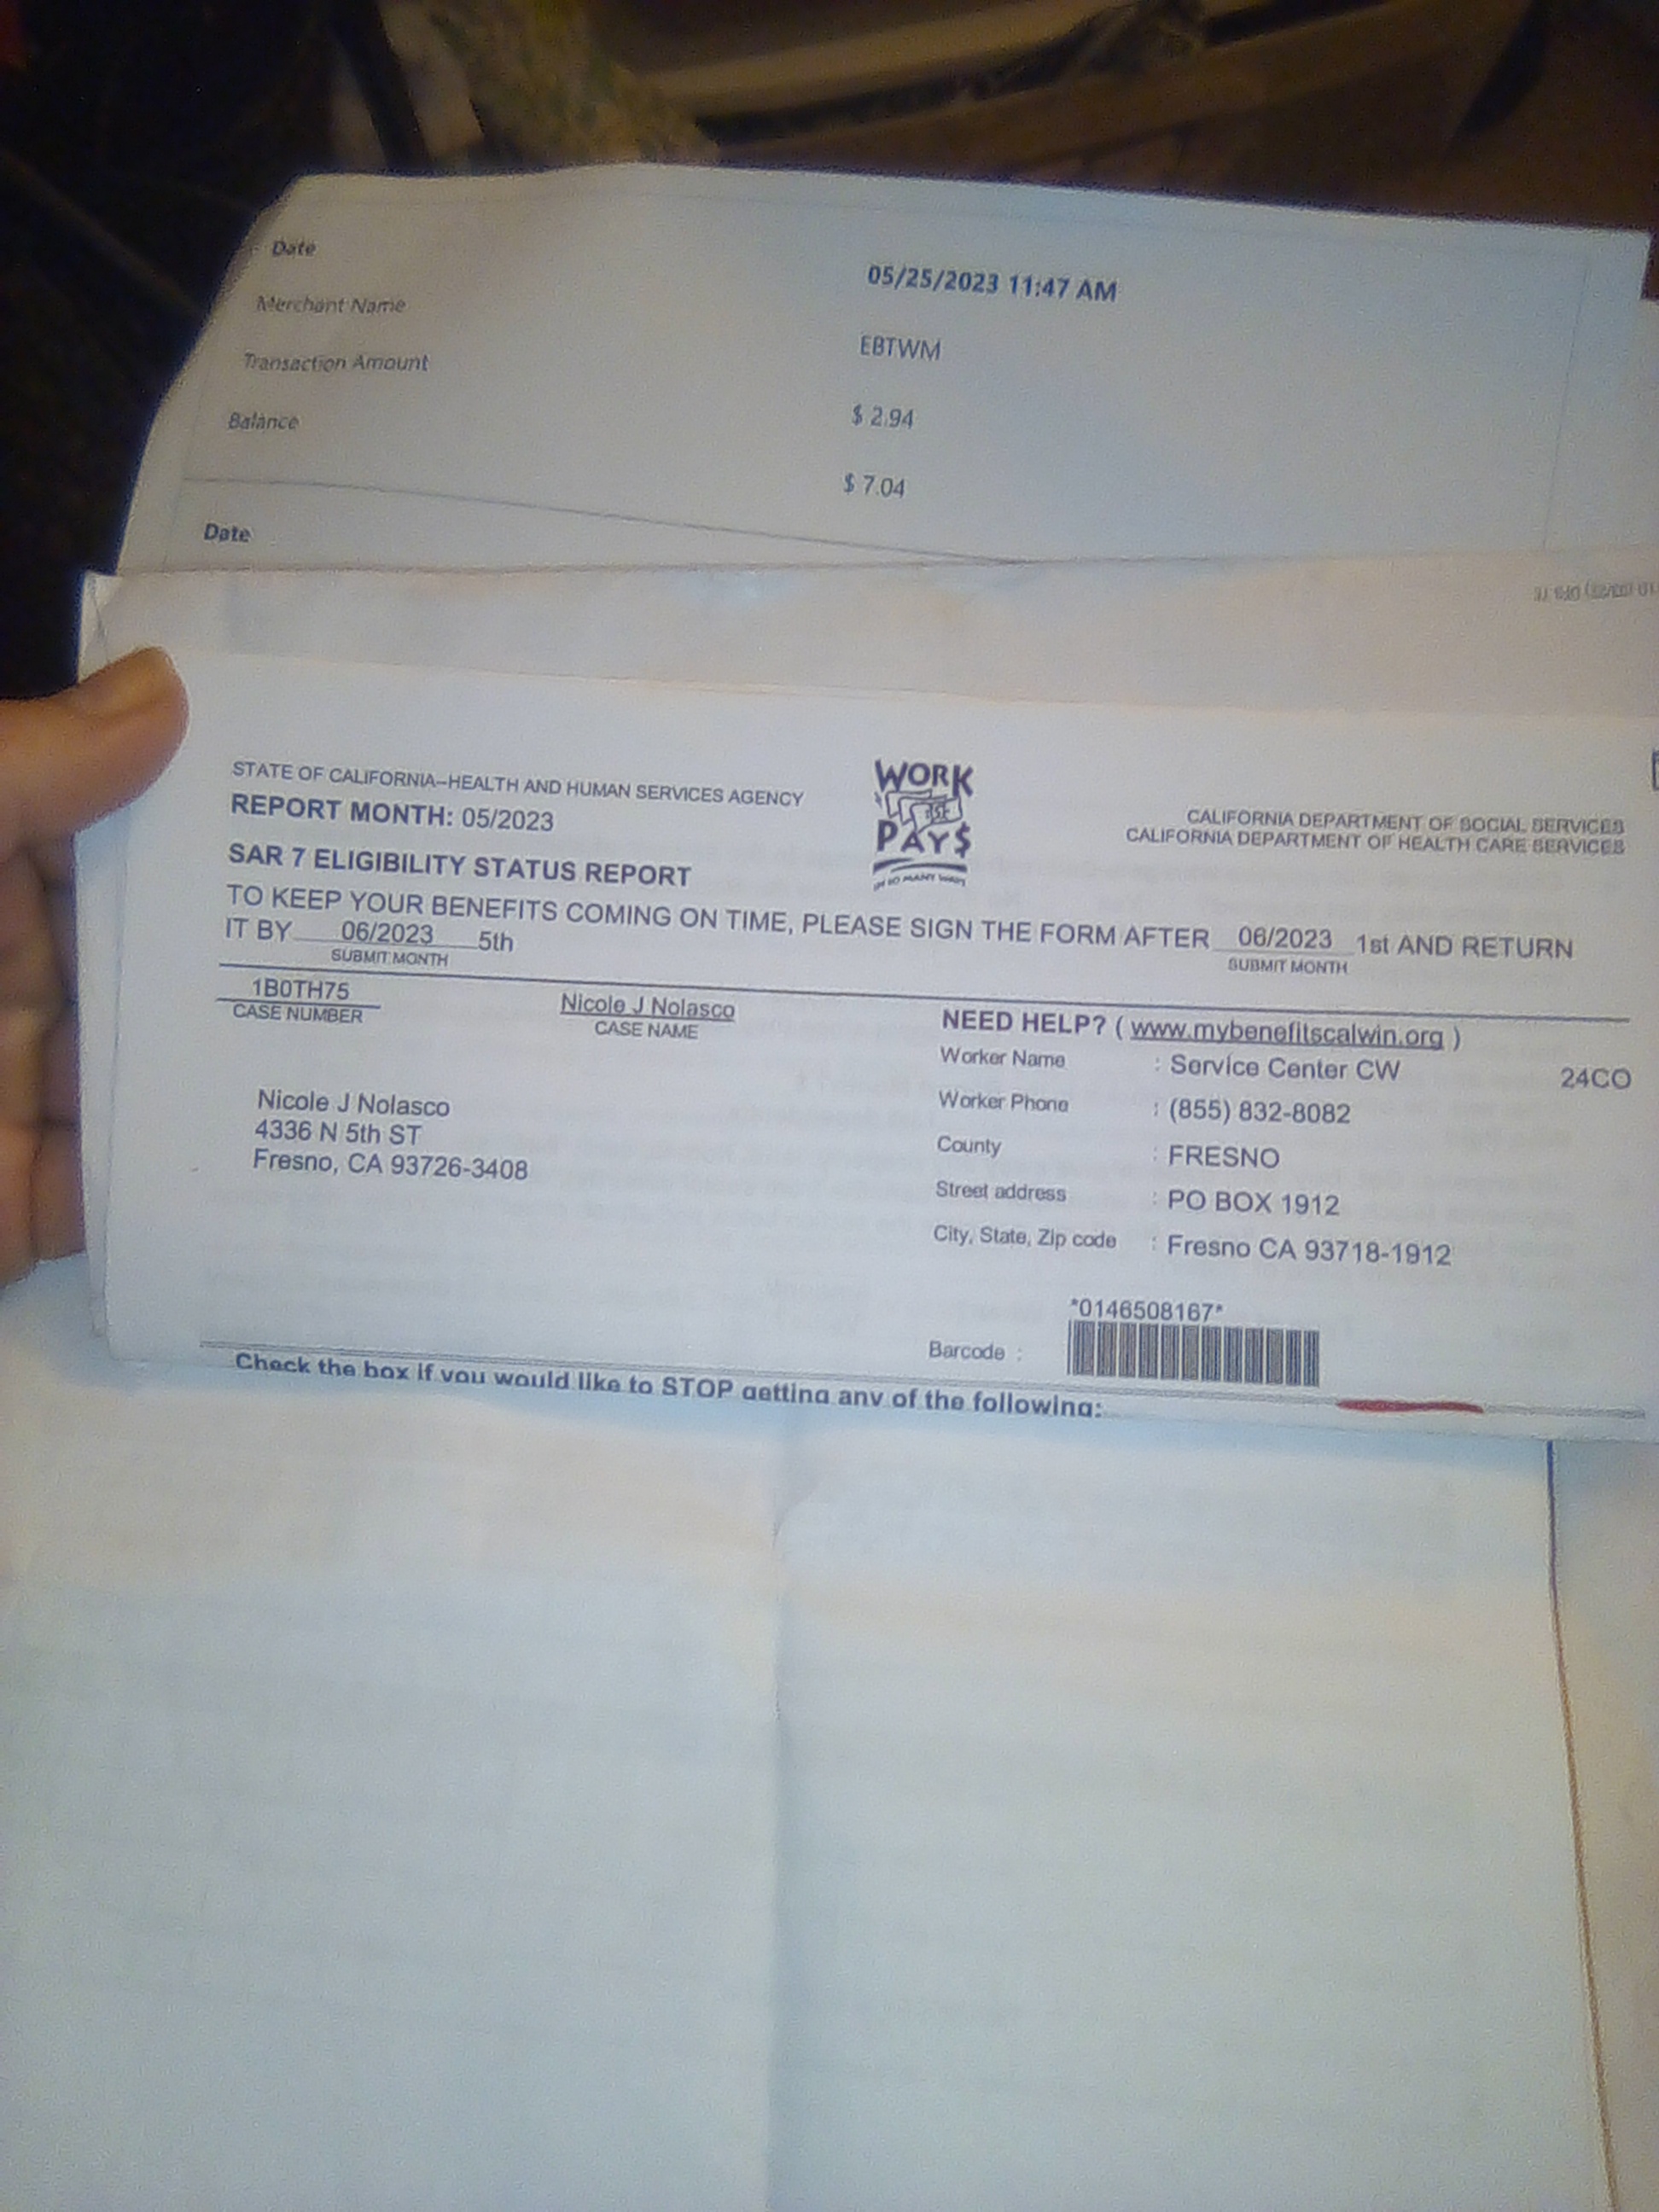 Date
05/25/2023 11:47 AM
Merchant Name
EBTWM
Transaction Amount
$ 2.94
Balance
$ 7.04
Date
STATE OF CALIFORNIA–HEALTH AND HUMAN SERVICES AGENCY
REPORT MONTH: 05/2023
WORK PAY$
IN SO MANY WAYS
CALIFORNIA DEPARTMENT OF SOCIAL SERVICES
CALIFORNIA DEPARTMENT OF HEALTH CARE SERVICES
SAR 7 ELIGIBILITY STATUS REPORT
TO KEEP YOUR BENEFITS COMING ON TIME, PLEASE SIGN THE FORM AFTER 06/2023 1st AND RETURN
SUBMIT MONTH
IT BY 06/2023 5th
SUBMIT MONTH
1B0TH75
CASE NUMBER
Nicole J Nolasco
CASE NAME
Nicole J Nolasco
4336 N 5th ST
Fresno, CA 93726-3408
NEED HELP? ( www.mybenefitscalwin.org )
Worker Name : Service Center CW 24CO
Worker Phone : (855) 832-8082
County : FRESNO
Street address : PO BOX 1912
City, State, Zip code : Fresno CA 93718-1912
*0146508167*
Barcode :
Check the box if you would like to STOP getting any of the following: